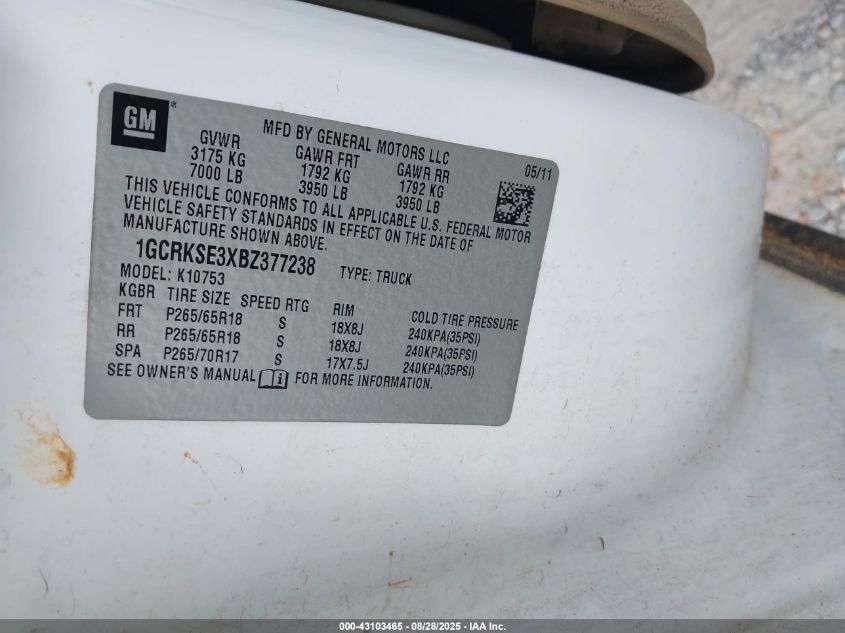 GM®
MFD BY GENERAL MOTORS LLC
GVWR GAWR FRT GAWR RR 05/11
3175 KG 1792 KG 1792 KG
7000 LB 3950 LB 3950 LB
THIS VEHICLE CONFORMS TO ALL APPLICABLE U.S. FEDERAL MOTOR
VEHICLE SAFETY STANDARDS IN EFFECT ON THE DATE OF
MANUFACTURE SHOWN ABOVE.
1GCRKSE3XBZ377238 TYPE: TRUCK
MODEL: K10753
KGBR TIRE SIZE SPEED RTG RIM COLD TIRE PRESSURE
FRT P265/65R18 S 18X8J 240KPA(35PSI)
RR P265/65R18 S 18X8J 240KPA(35PSI)
SPA P265/70R17 S 17X7.5J 240KPA(35PSI)
SEE OWNER'S MANUAL i FOR MORE INFORMATION.
000-43103465 - 08/28/2025 - IAA Inc.